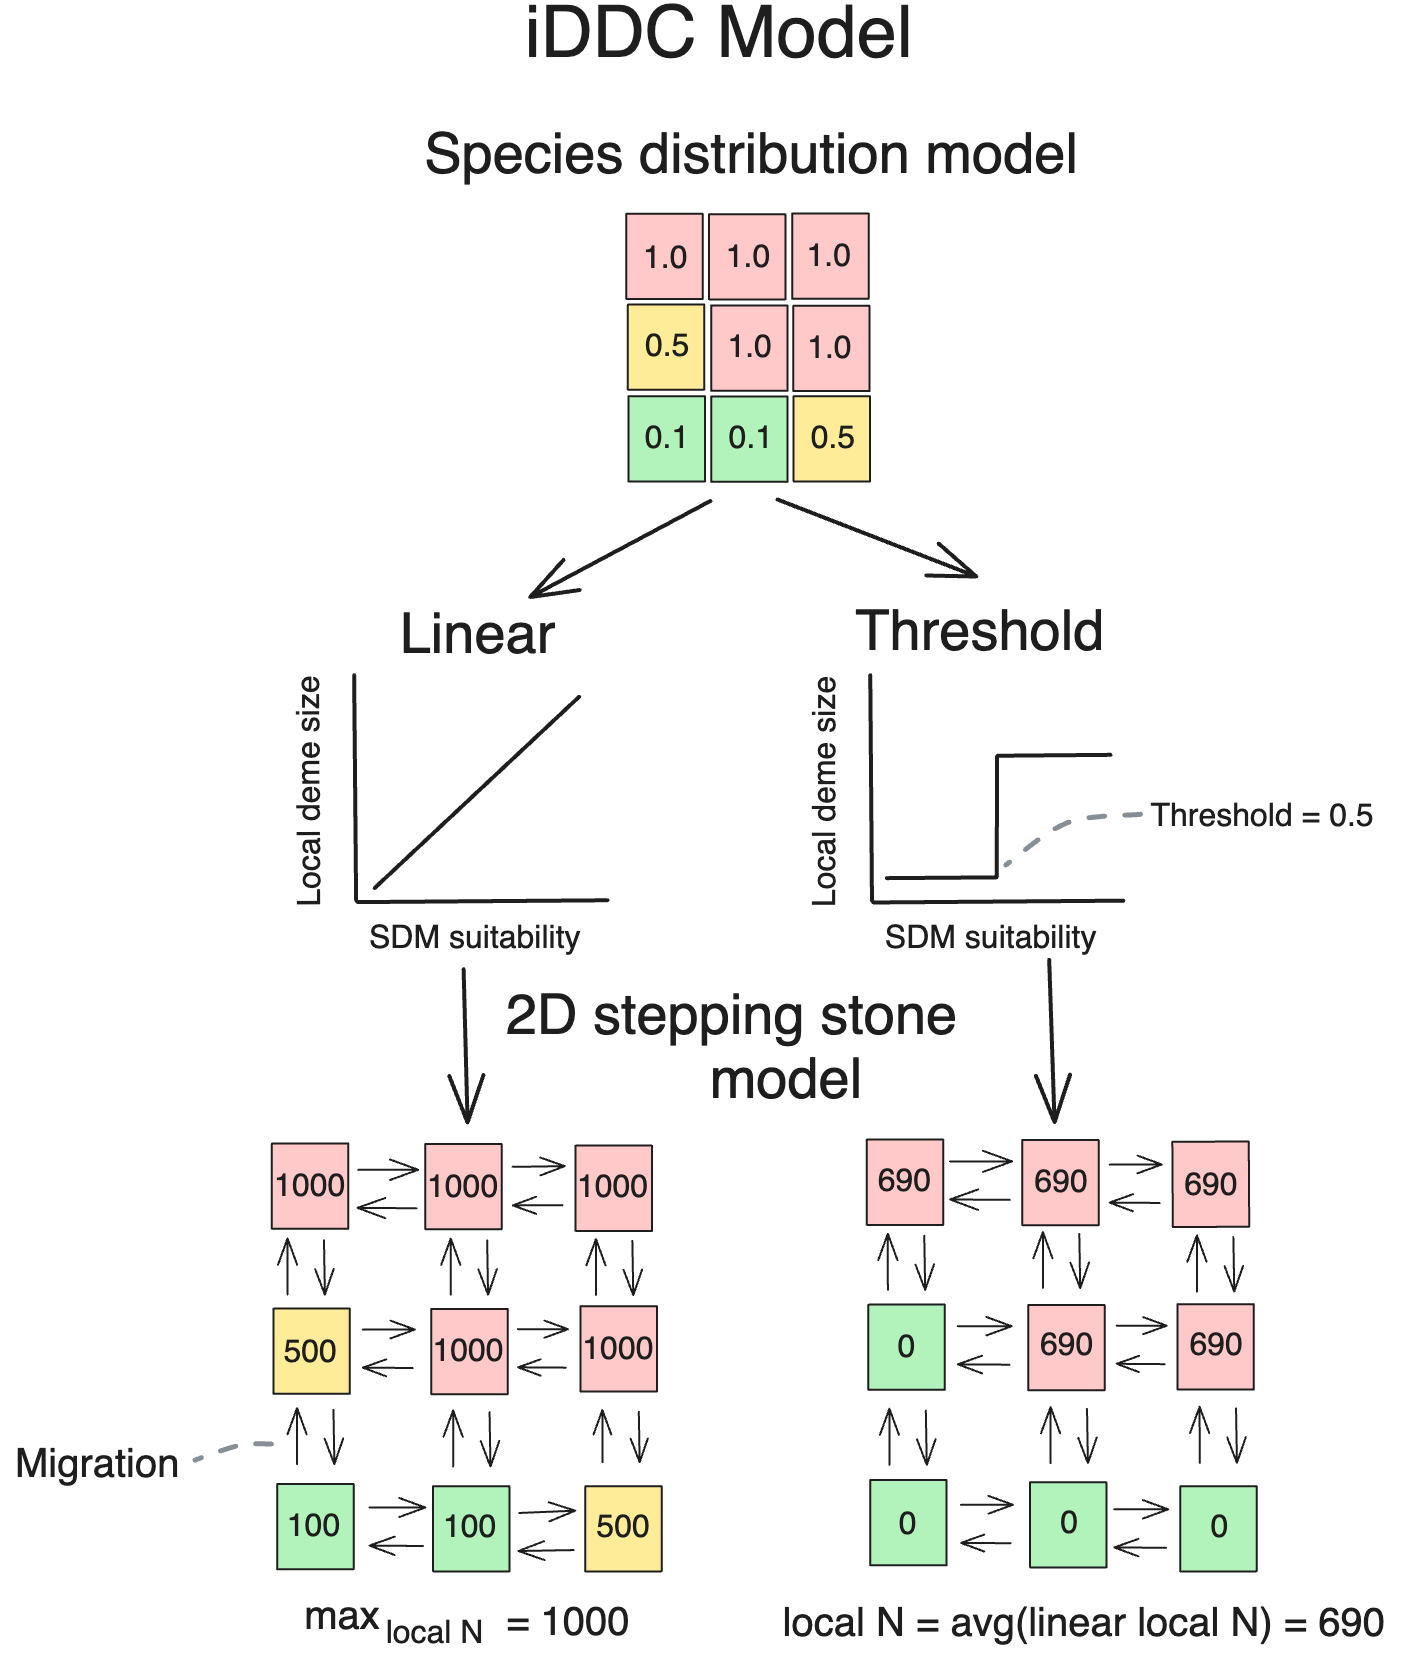 iDDC Model
Species distribution model
1.0 1.0 1.0
0.5 1.0 1.0
0.1 0.1 0.5
Linear
Local deme size
SDM suitability
Threshold
Local deme size
Threshold = 0.5
SDM suitability
2D stepping stone
model
1000 1000 1000
500 1000 1000
Migration
100 100 500
max local N = 1000
690 690 690
0 690 690
0 0 0
local N = avg(linear local N) = 690